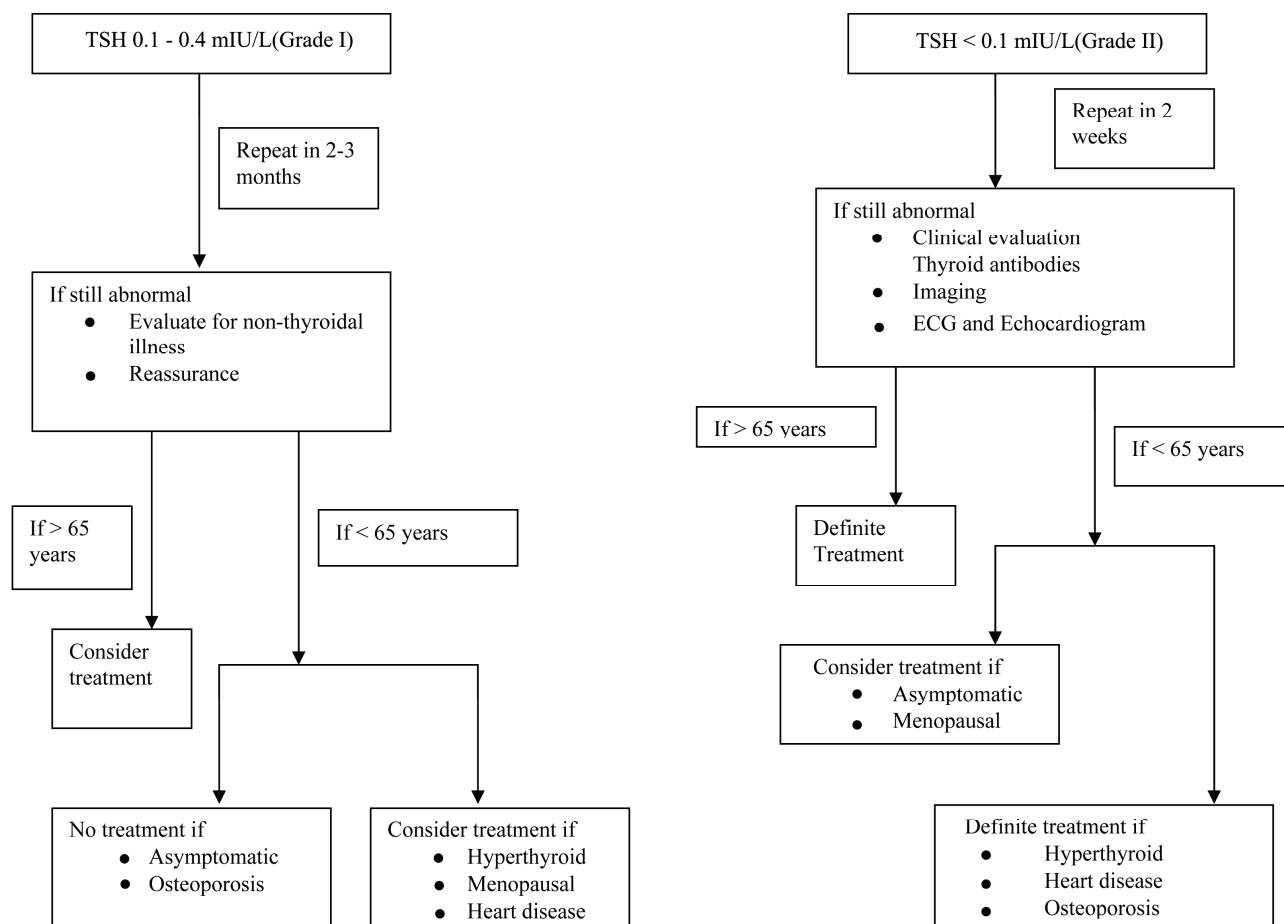 TSH 0.1 - 0.4 mIU/L(Grade I)
Repeat in 2-3
months
If still abnormal
● Evaluate for non-thyroidal
illness
● Reassurance
If > 65
years
If < 65 years
Consider
treatment
No treatment if
● Asymptomatic
● Osteoporosis
Consider treatment if
● Hyperthyroid
● Menopausal
● Heart disease
TSH < 0.1 mIU/L(Grade II)
Repeat in 2
weeks
If still abnormal
● Clinical evaluation
Thyroid antibodies
● Imaging
● ECG and Echocardiogram
If > 65 years
If < 65 years
Definite
Treatment
Consider treatment if
● Asymptomatic
● Menopausal
Definite treatment if
● Hyperthyroid
● Heart disease
● Osteoporosis